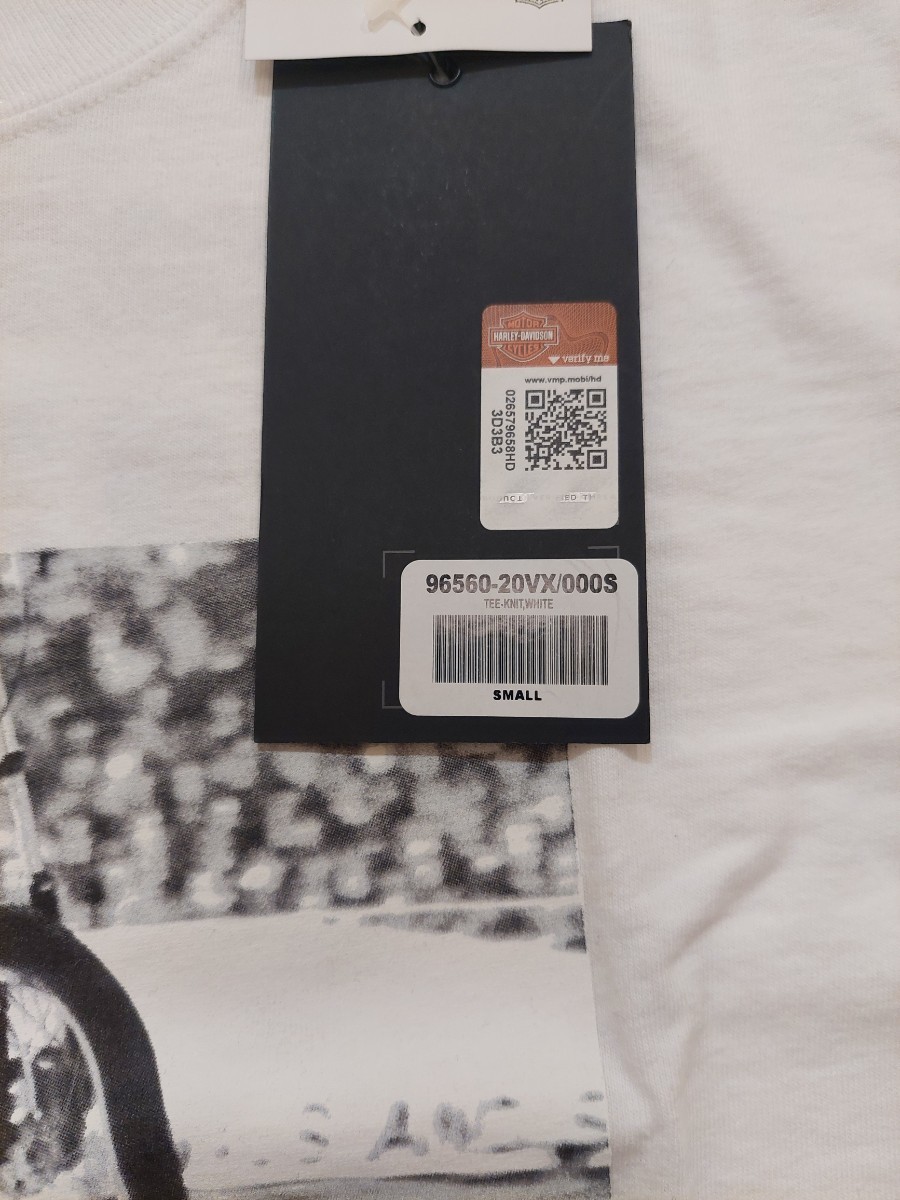 MOTOR
HARLEY-DAVIDSON
CYCLES
verify me
www.vmp.mobi/hd
026579658HD
3D3B3
96560-20VX/000S
TEE-KNIT,WHITE
SMALL